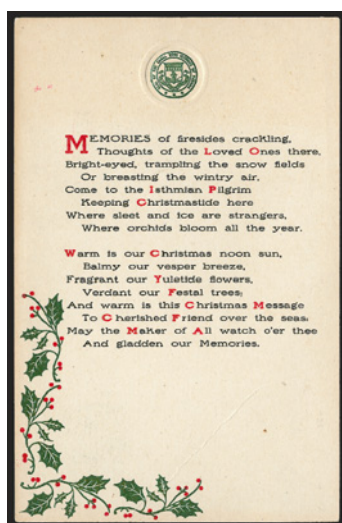 MEMORIES of firesides crackling,
Thoughts of the Loved Ones there,
Bright-eyed, trampling the snow fields
Or breasting the wintry air,
Come to the Isthmian Pilgrim
Keeping Christmastide here
Where sleet and ice are strangers,
Where orchids bloom all the year.
Warm is our Christmas noon sun,
Balmy our vesper breeze,
Fragrant our Yuletide flowers,
Verdant our Festal trees;
And warm is this Christmas Message
To Cherished Friend over the seas:
May the Maker of All watch o'er thee
And gladden our Memories.